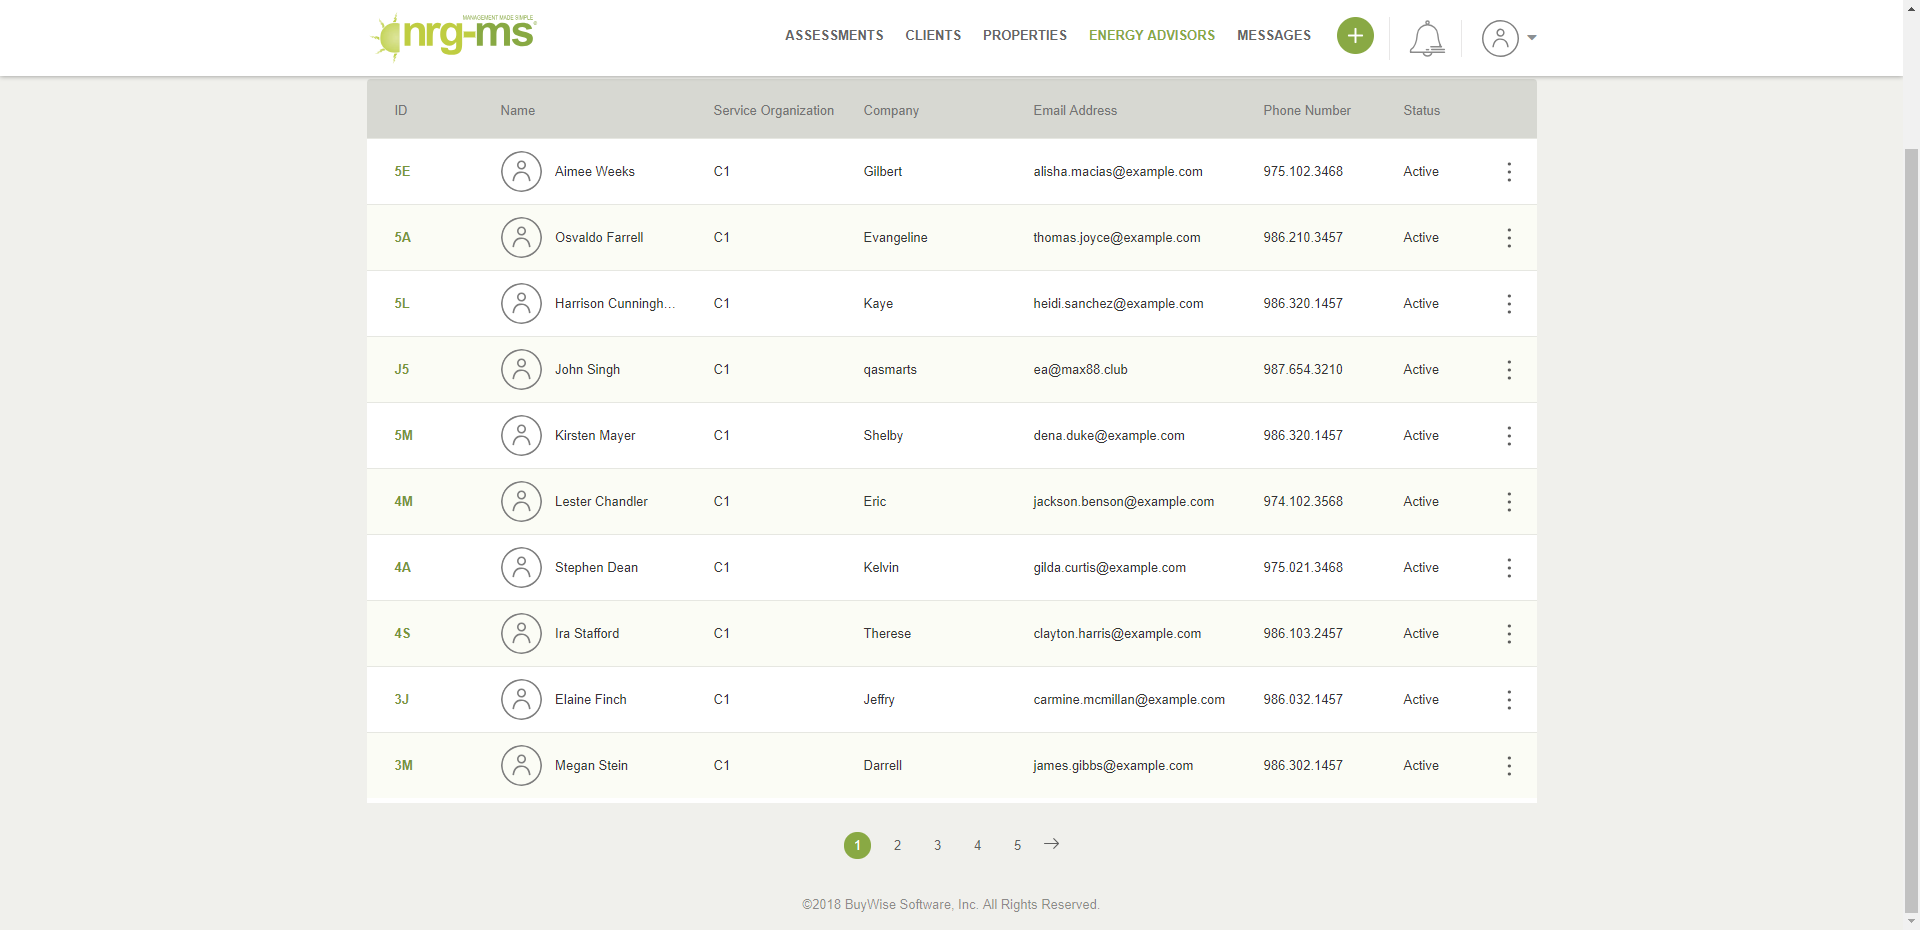 MANAGEMENT MADE SIMPLE
nrg-ms
ASSESSMENTS CLIENTS PROPERTIES ENERGY ADVISORS MESSAGES
ID Name Service Organization Company Email Address Phone Number Status
5E Aimee Weeks C1 Gilbert alisha.macias@example.com 975.102.3468 Active
5A Osvaldo Farrell C1 Evangeline thomas.joyce@example.com 986.210.3457 Active
5L Harrison Cunningh... C1 Kaye heidi.sanchez@example.com 986.320.1457 Active
J5 John Singh C1 qasmarts ea@max88.club 987.654.3210 Active
5M Kirsten Mayer C1 Shelby dena.duke@example.com 986.320.1457 Active
4M Lester Chandler C1 Eric jackson.benson@example.com 974.102.3568 Active
4A Stephen Dean C1 Kelvin gilda.curtis@example.com 975.021.3468 Active
4S Ira Stafford C1 Therese clayton.harris@example.com 986.103.2457 Active
3J Elaine Finch C1 Jeffry carmine.mcmillan@example.com 986.032.1457 Active
3M Megan Stein C1 Darrell james.gibbs@example.com 986.302.1457 Active
1 2 3 4 5
©2018 BuyWise Software, Inc. All Rights Reserved.